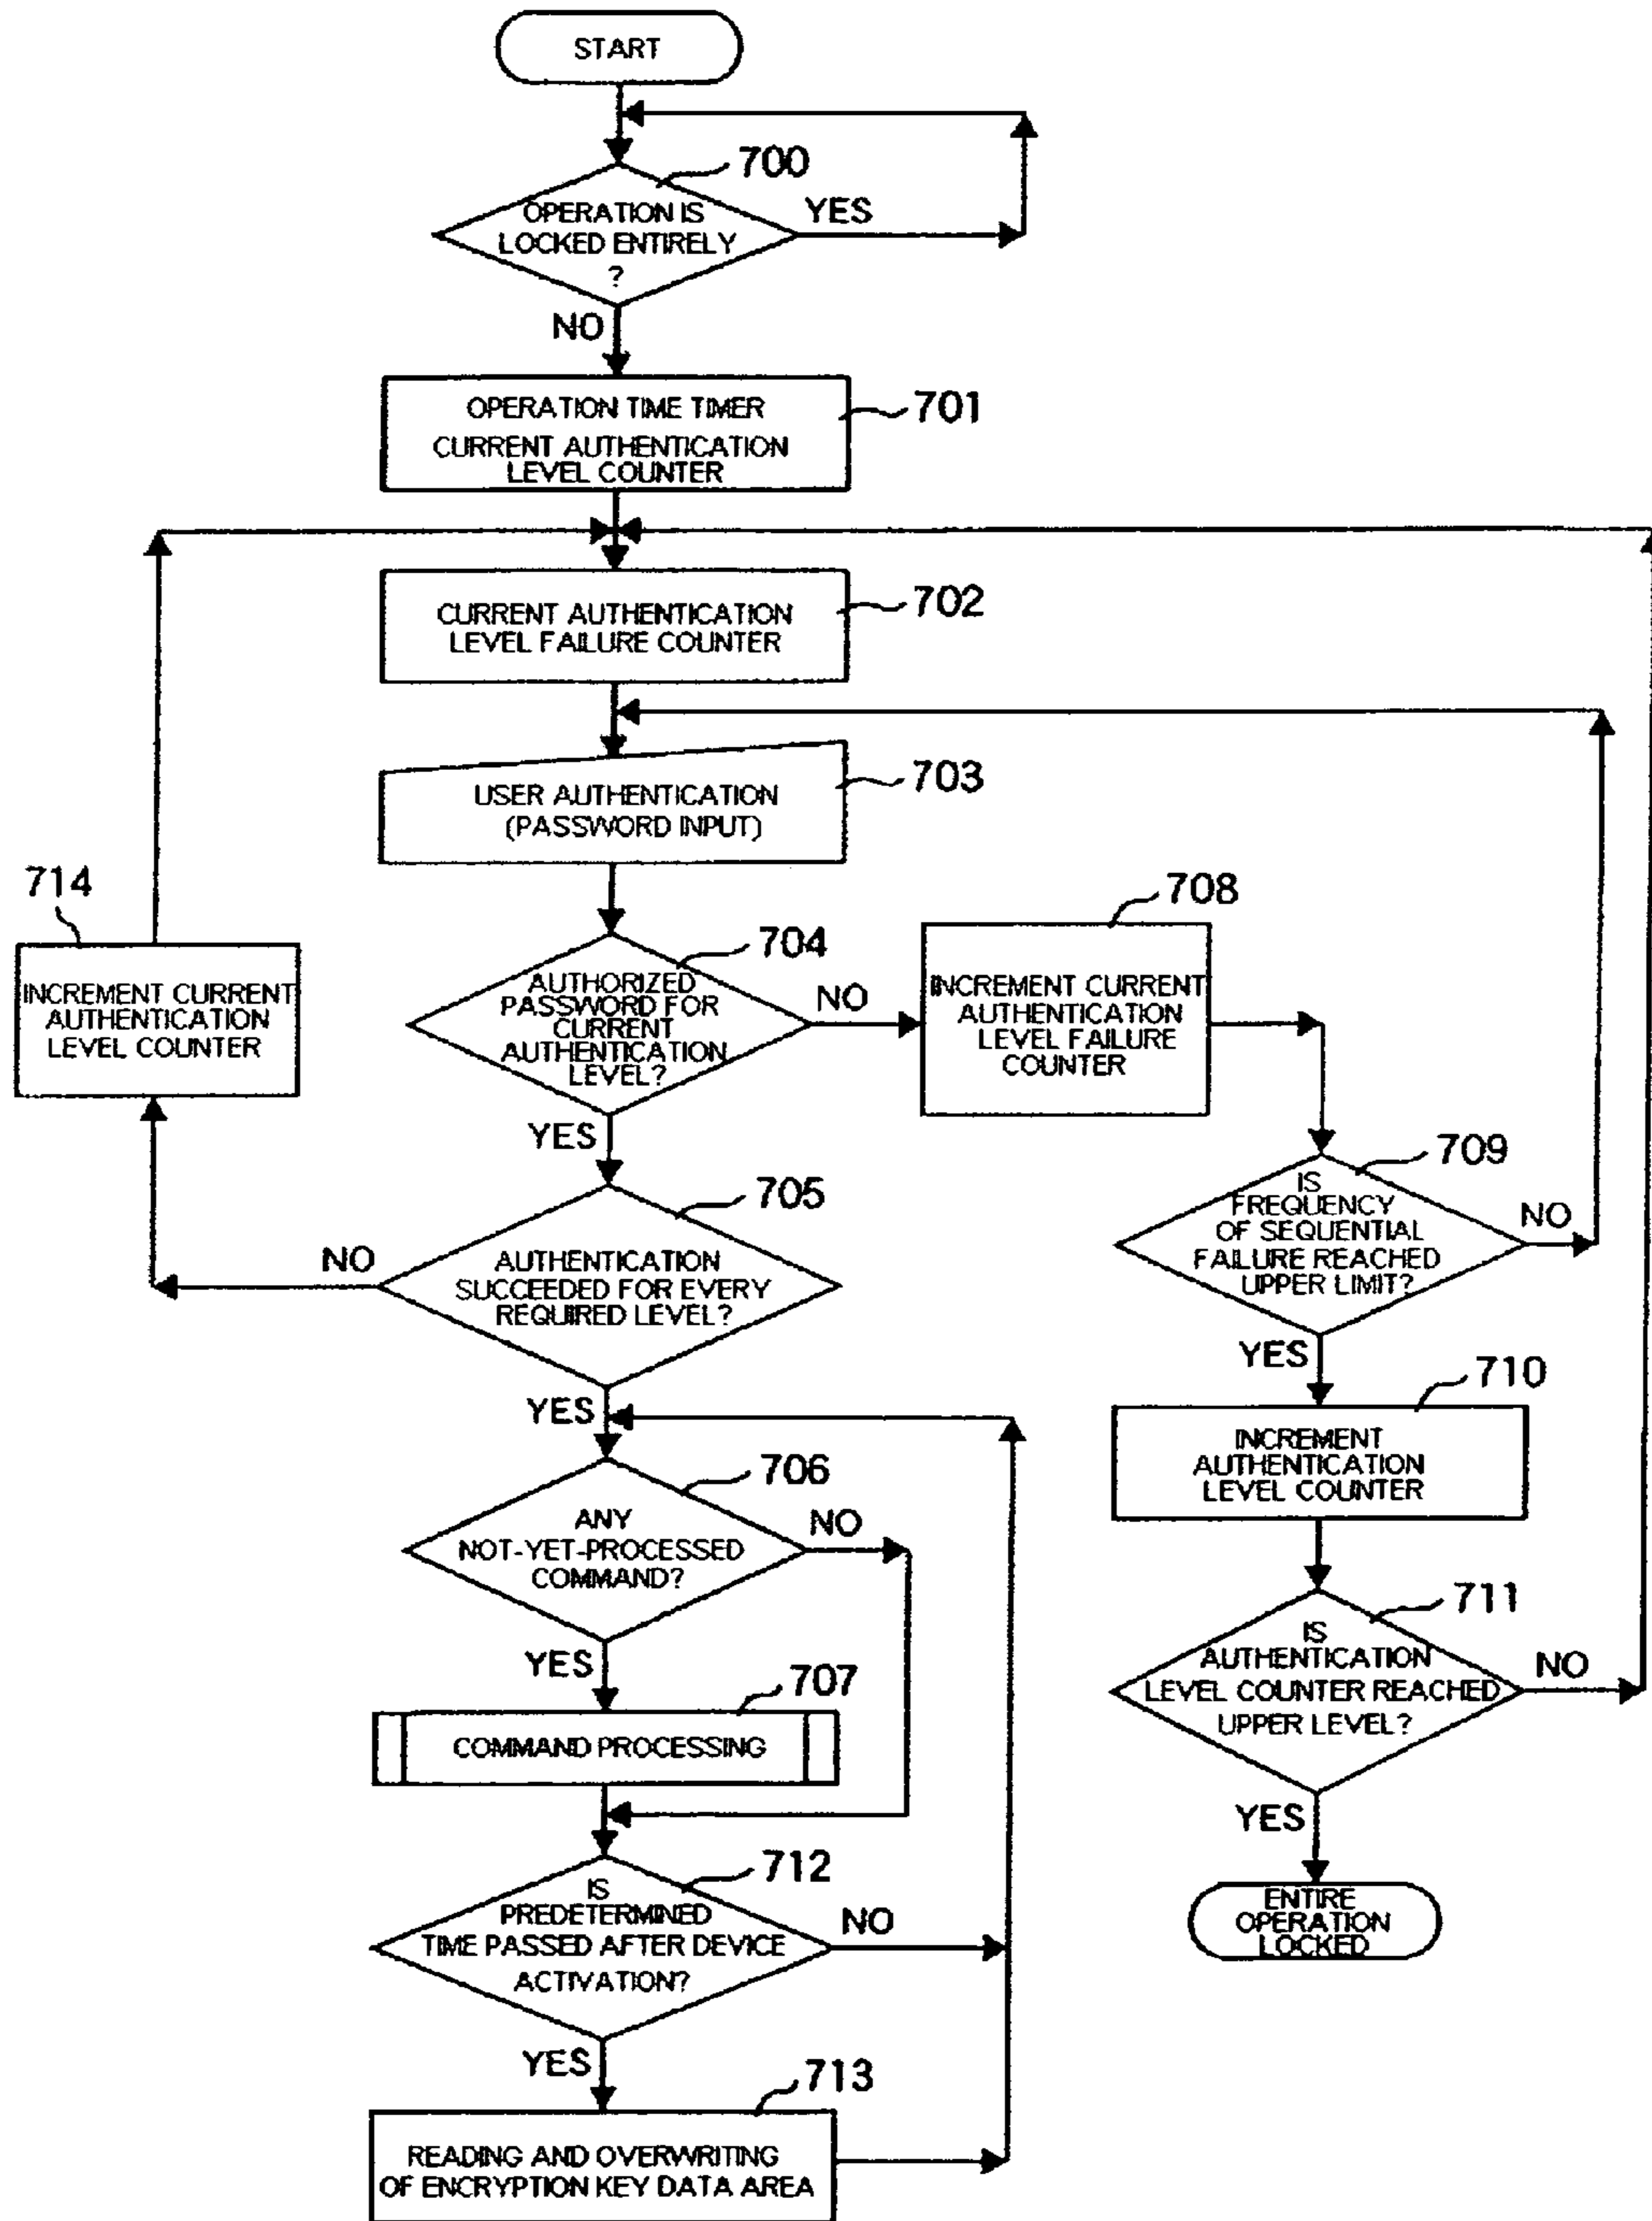 START
700
OPERATION IS
LOCKED ENTIRELY
?
YES
NO
701
OPERATION TIME TIMER
CURRENT AUTHENTICATION
LEVEL COUNTER
702
CURRENT AUTHENTICATION
LEVEL FAILURE COUNTER
703
USER AUTHENTICATION
(PASSWORD INPUT)
714
INCREMENT CURRENT
AUTHENTICATION
LEVEL COUNTER
704
AUTHORIZED
PASSWORD FOR
CURRENT
AUTHENTICATION
LEVEL?
NO
YES
708
INCREMENT CURRENT
AUTHENTICATION
LEVEL FAILURE
COUNTER
709
IS
FREQUENCY
OF SEQUENTIAL
FAILURE REACHED
UPPER LIMIT?
NO
YES
705
AUTHENTICATION
SUCCEEDED FOR EVERY
REQUIRED LEVEL?
NO
YES
710
INCREMENT
AUTHENTICATION
LEVEL COUNTER
706
ANY
NOT-YET-PROCESSED
COMMAND?
NO
YES
711
IS
AUTHENTICATION
LEVEL COUNTER REACHED
UPPER LEVEL?
NO
YES
707
COMMAND PROCESSING
712
IS
PREDETERMINED
TIME PASSED AFTER DEVICE
ACTIVATION?
NO
YES
ENTIRE
OPERATION
LOCKED
713
READING AND OVERWRITING
OF ENCRYPTION KEY DATA AREA